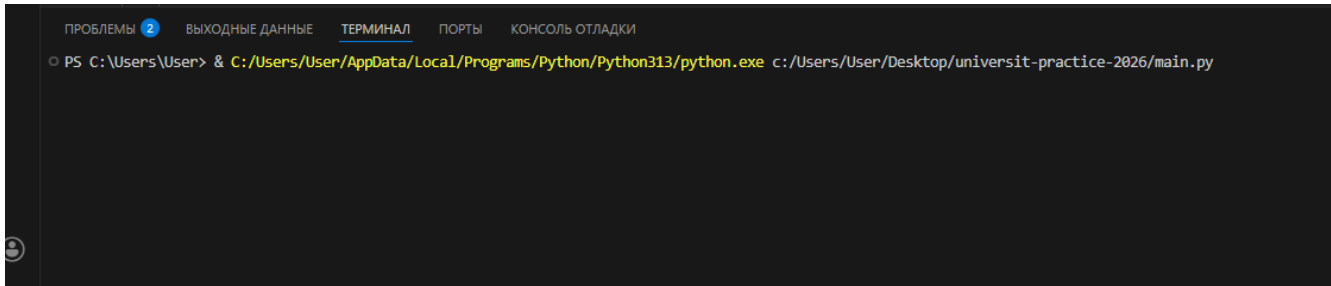 ПРОБЛЕМЫ 2 ВЫХОДНЫЕ ДАННЫЕ ТЕРМИНАЛ ПОРТЫ КОНСОЛЬ ОТЛАДКИ
PS C:\Users\User> & C:/Users/User/AppData/Local/Programs/Python/Python313/python.exe c:/Users/User/Desktop/universit-practice-2026/main.py